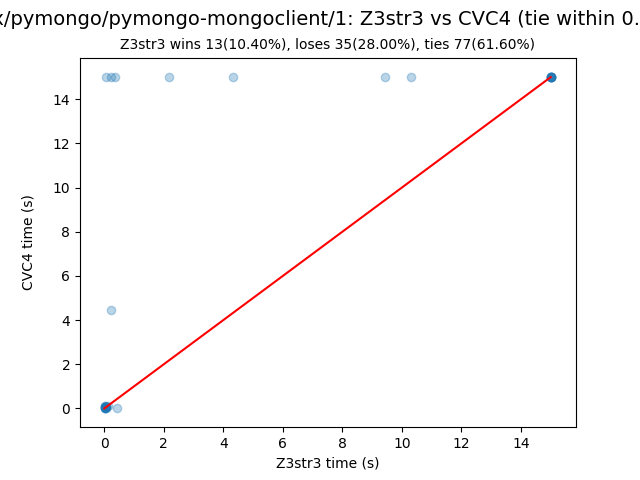 x/pymongo/pymongo-mongoclient/1: Z3str3 vs CVC4 (tie within 0.
Z3str3 wins 13(10.40%), loses 35(28.00%), ties 77(61.60%)
14
12
10
8
6
4
2
0
CVC4 time (s)
0 2 4 6 8 10 12 14
Z3str3 time (s)